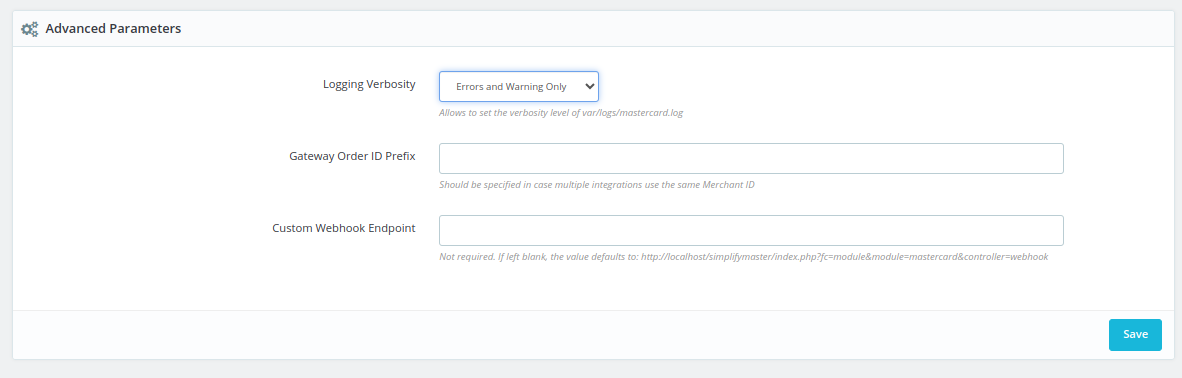 Advanced Parameters
Logging Verbosity
Errors and Warning Only
Allows to set the verbosity level of var/logs/mastercard.log
Gateway Order ID Prefix
Should be specified in case multiple integrations use the same Merchant ID
Custom Webhook Endpoint
Not required. If left blank, the value defaults to: http://localhost/simplifymaster/index.php?fc=module&module=mastercard&controller=webhook
Save